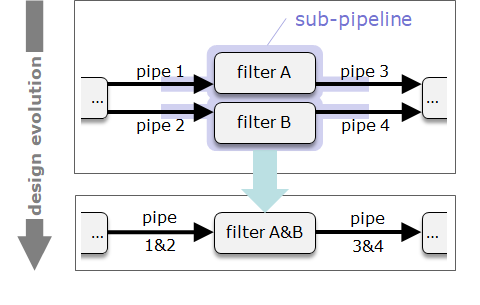 sub-pipeline
pipe 1
filter A
pipe 3
...
...
pipe 2
filter B
pipe 4
design evolution
pipe
1&2
...
filter A&B
pipe
3&4
...